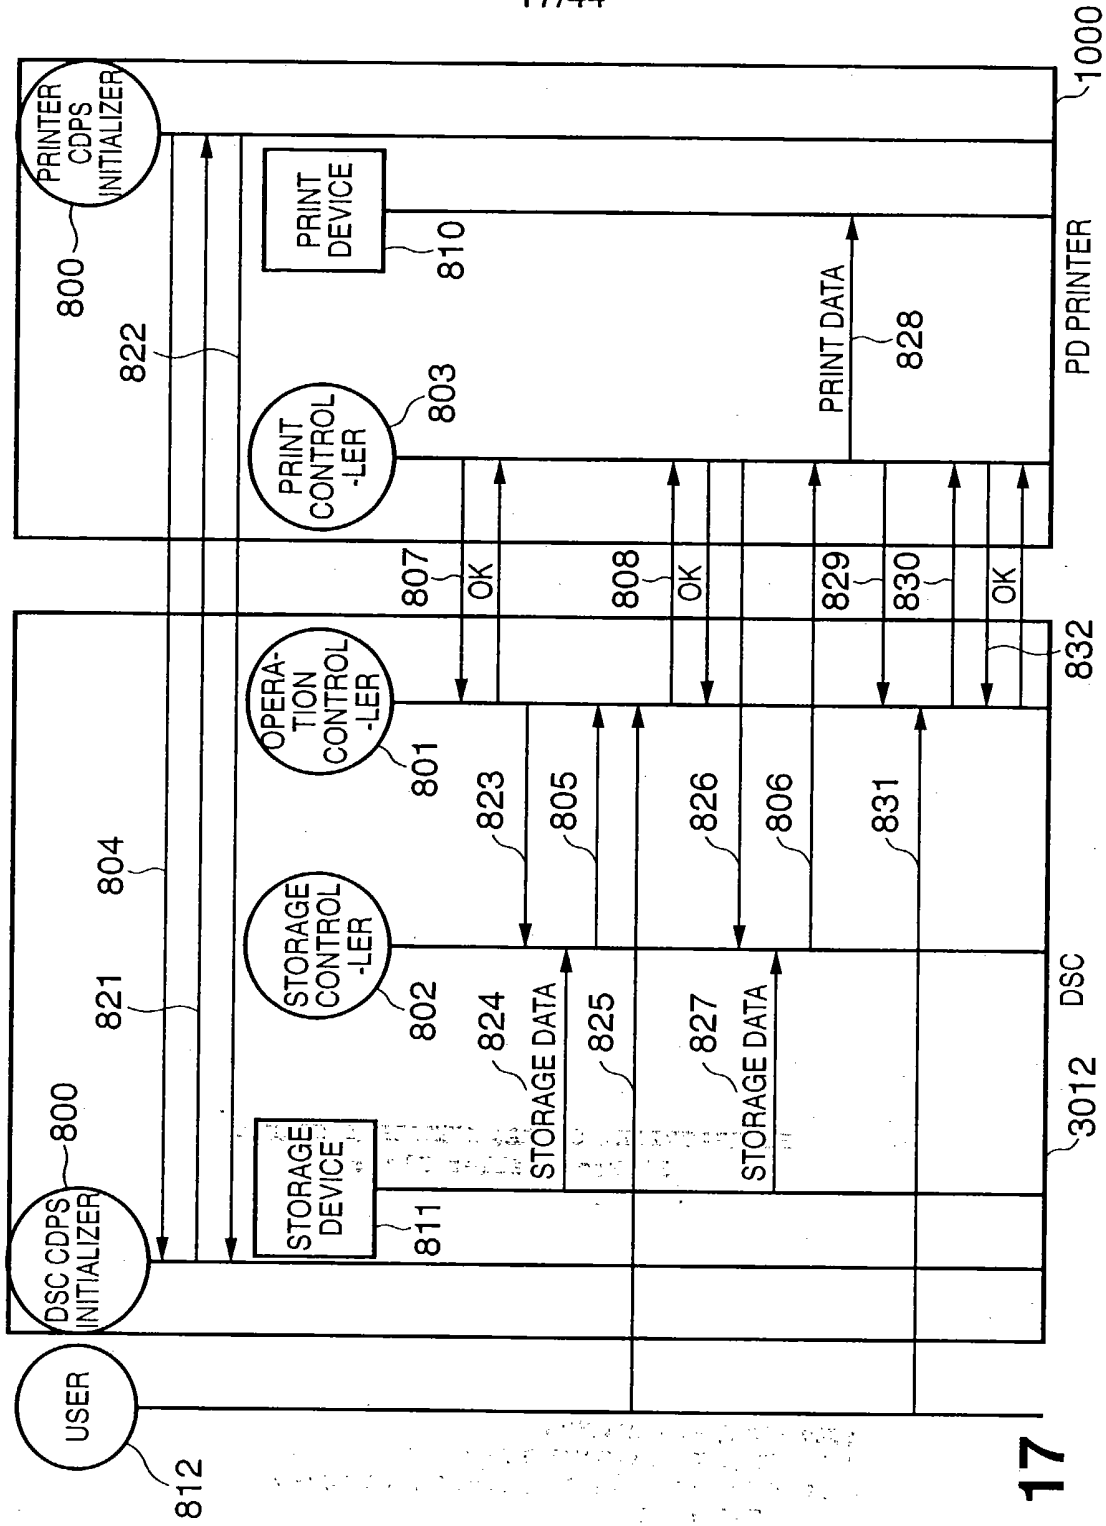 17/44
USER
812
DSC CDPS
INITIALIZER
800
PRINTER
CDPS
INITIALIZER
800
804
821
822
STORAGE
DEVICE
811
STORAGE
CONTROL
-LER
802
OPERA-
TION
CONTROL
-LER
801
PRINT
CONTROL
-LER
803
PRINT
DEVICE
810
807
OK
823
824
STORAGE DATA
805
825
808
OK
826
827
STORAGE DATA
806
PRINT DATA
828
829
830
831
OK
832
DSC
3012
PD PRINTER
1000
17